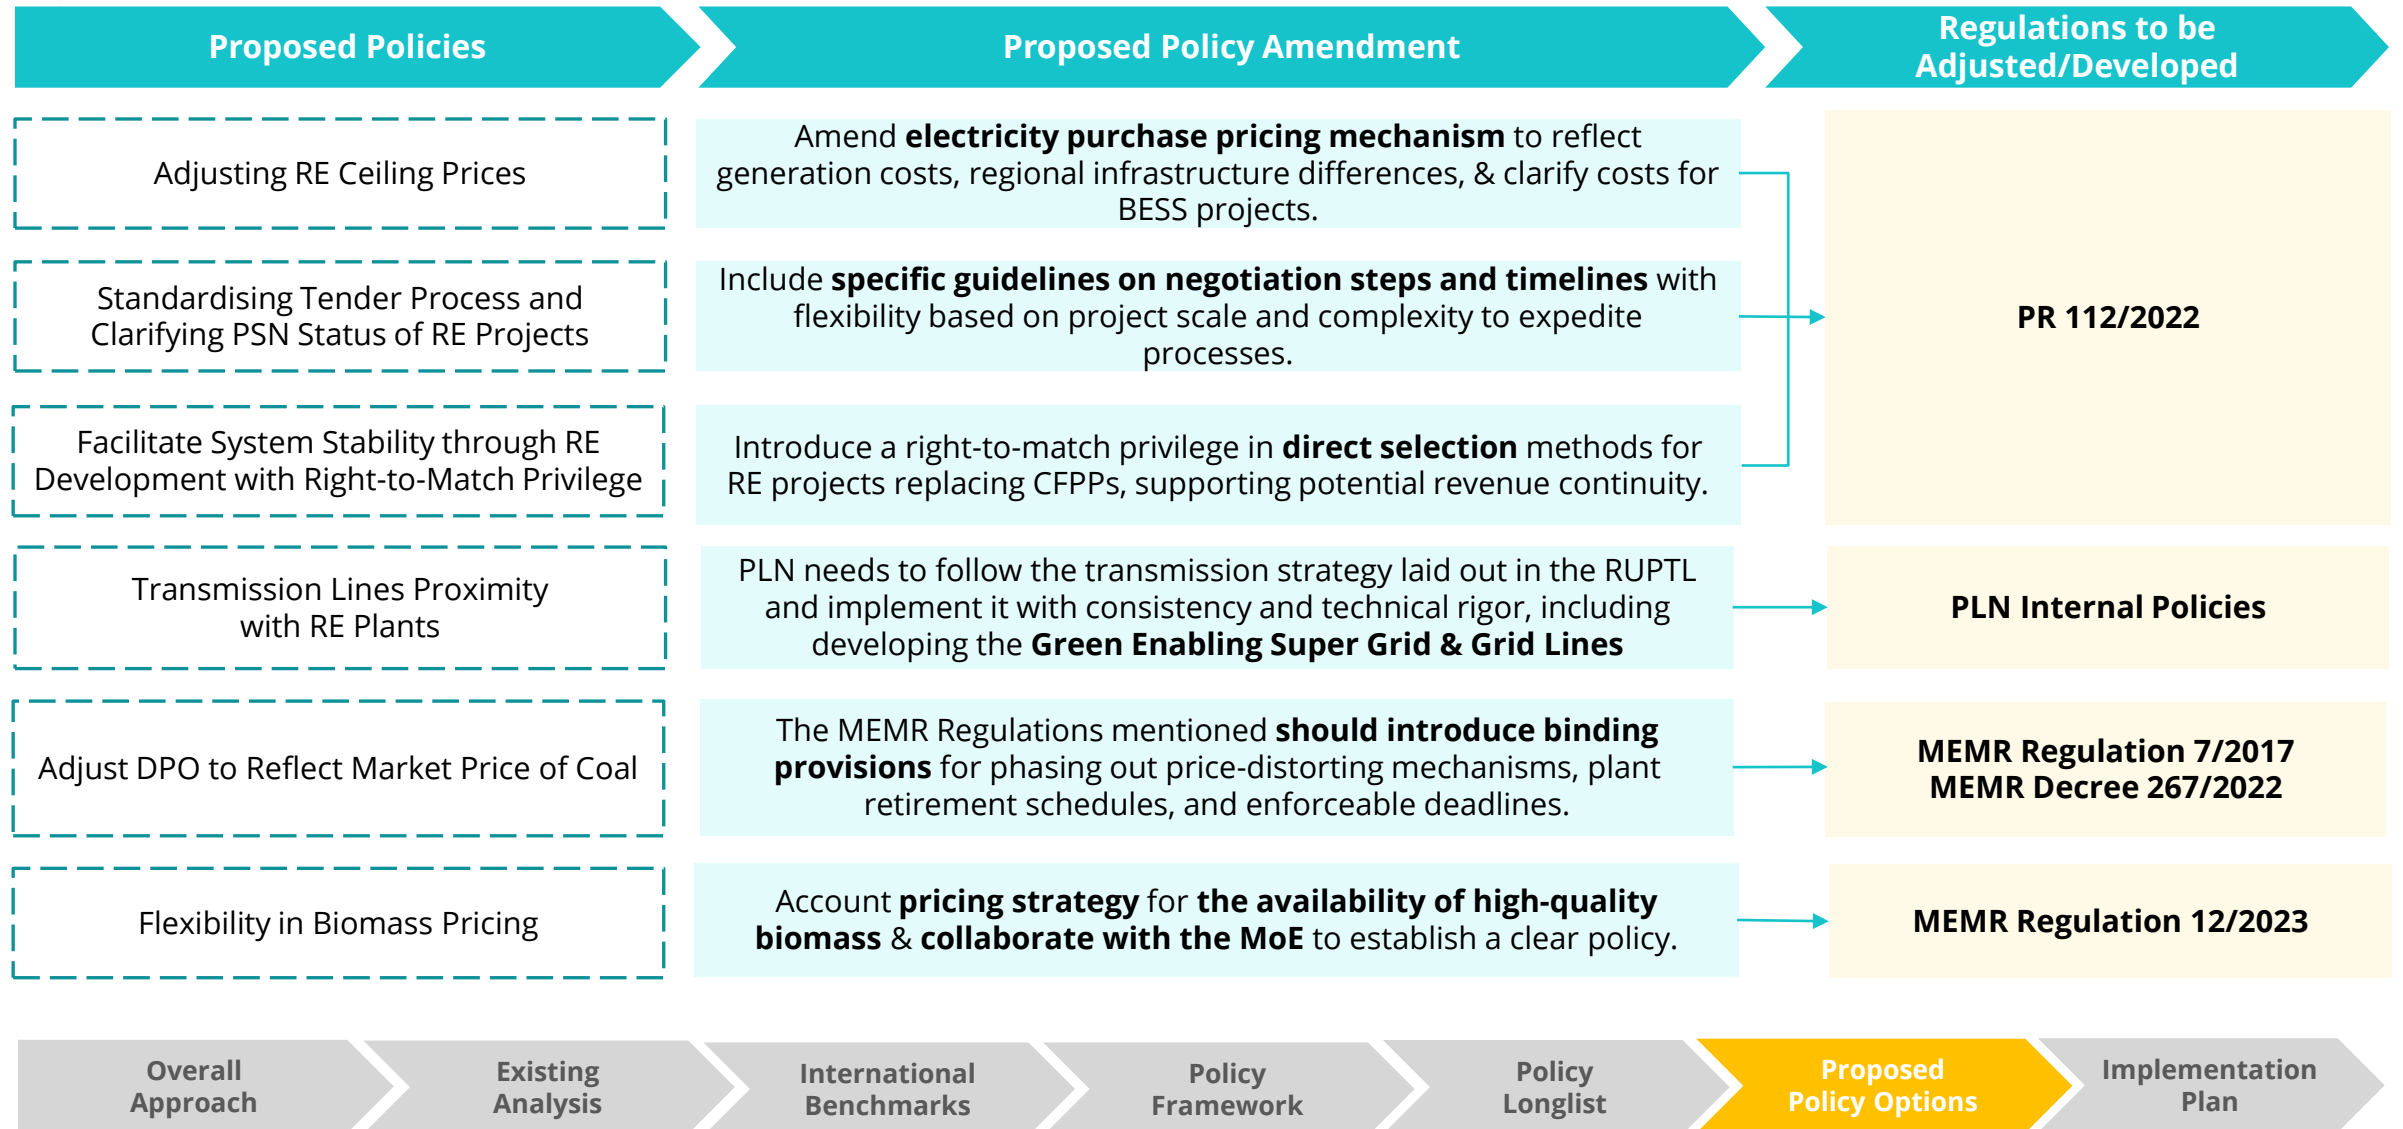 Proposed Policies
Proposed Policy Amendment
Regulations to be
Adjusted/Developed
Adjusting RE Ceiling Prices
Amend electricity purchase pricing mechanism to reflect
generation costs, regional infrastructure differences, & clarify costs for
BESS projects.
Standardising Tender Process and
Clarifying PSN Status of RE Projects
Include specific guidelines on negotiation steps and timelines with
flexibility based on project scale and complexity to expedite
processes.
PR 112/2022
Facilitate System Stability through RE
Development with Right-to-Match Privilege
Introduce a right-to-match privilege in direct selection methods for
RE projects replacing CFPPs, supporting potential revenue continuity.
Transmission Lines Proximity
with RE Plants
PLN needs to follow the transmission strategy laid out in the RUPTL
and implement it with consistency and technical rigor, including
developing the Green Enabling Super Grid & Grid Lines
PLN Internal Policies
Adjust DPO to Reflect Market Price of Coal
The MEMR Regulations mentioned should introduce binding
provisions for phasing out price-distorting mechanisms, plant
retirement schedules, and enforceable deadlines.
MEMR Regulation 7/2017
MEMR Decree 267/2022
Flexibility in Biomass Pricing
Account pricing strategy for the availability of high-quality
biomass & collaborate with the MoE to establish a clear policy.
MEMR Regulation 12/2023
Overall
Approach
Existing
Analysis
International
Benchmarks
Policy
Framework
Policy
Longlist
Proposed
Policy Options
Implementation
Plan